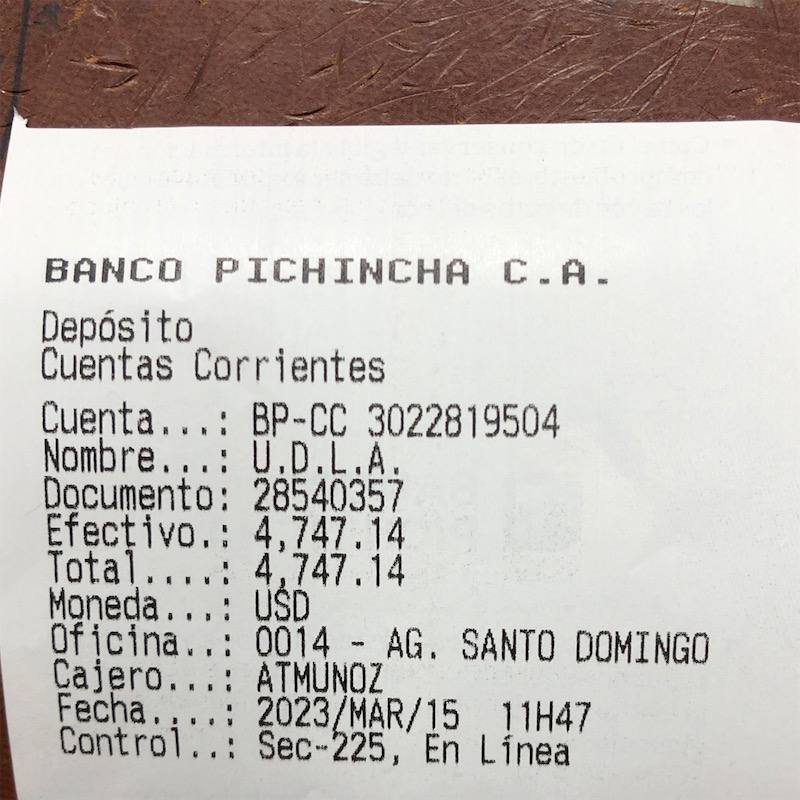 BANCO PICHINCHA C.A.
Depósito
Cuentas Corrientes
Cuenta...: BP-CC 3022819504
Nombre...: U.D.L.A.
Documento: 28540357
Efectivo.: 4,747.14
Total....: 4,747.14
Moneda...: USD
Oficina..: 0014 - AG. SANTO DOMINGO
Cajero...: ATMUNOZ
Fecha....: 2023/MAR/15 11H47
Control..: Sec-225, En Línea